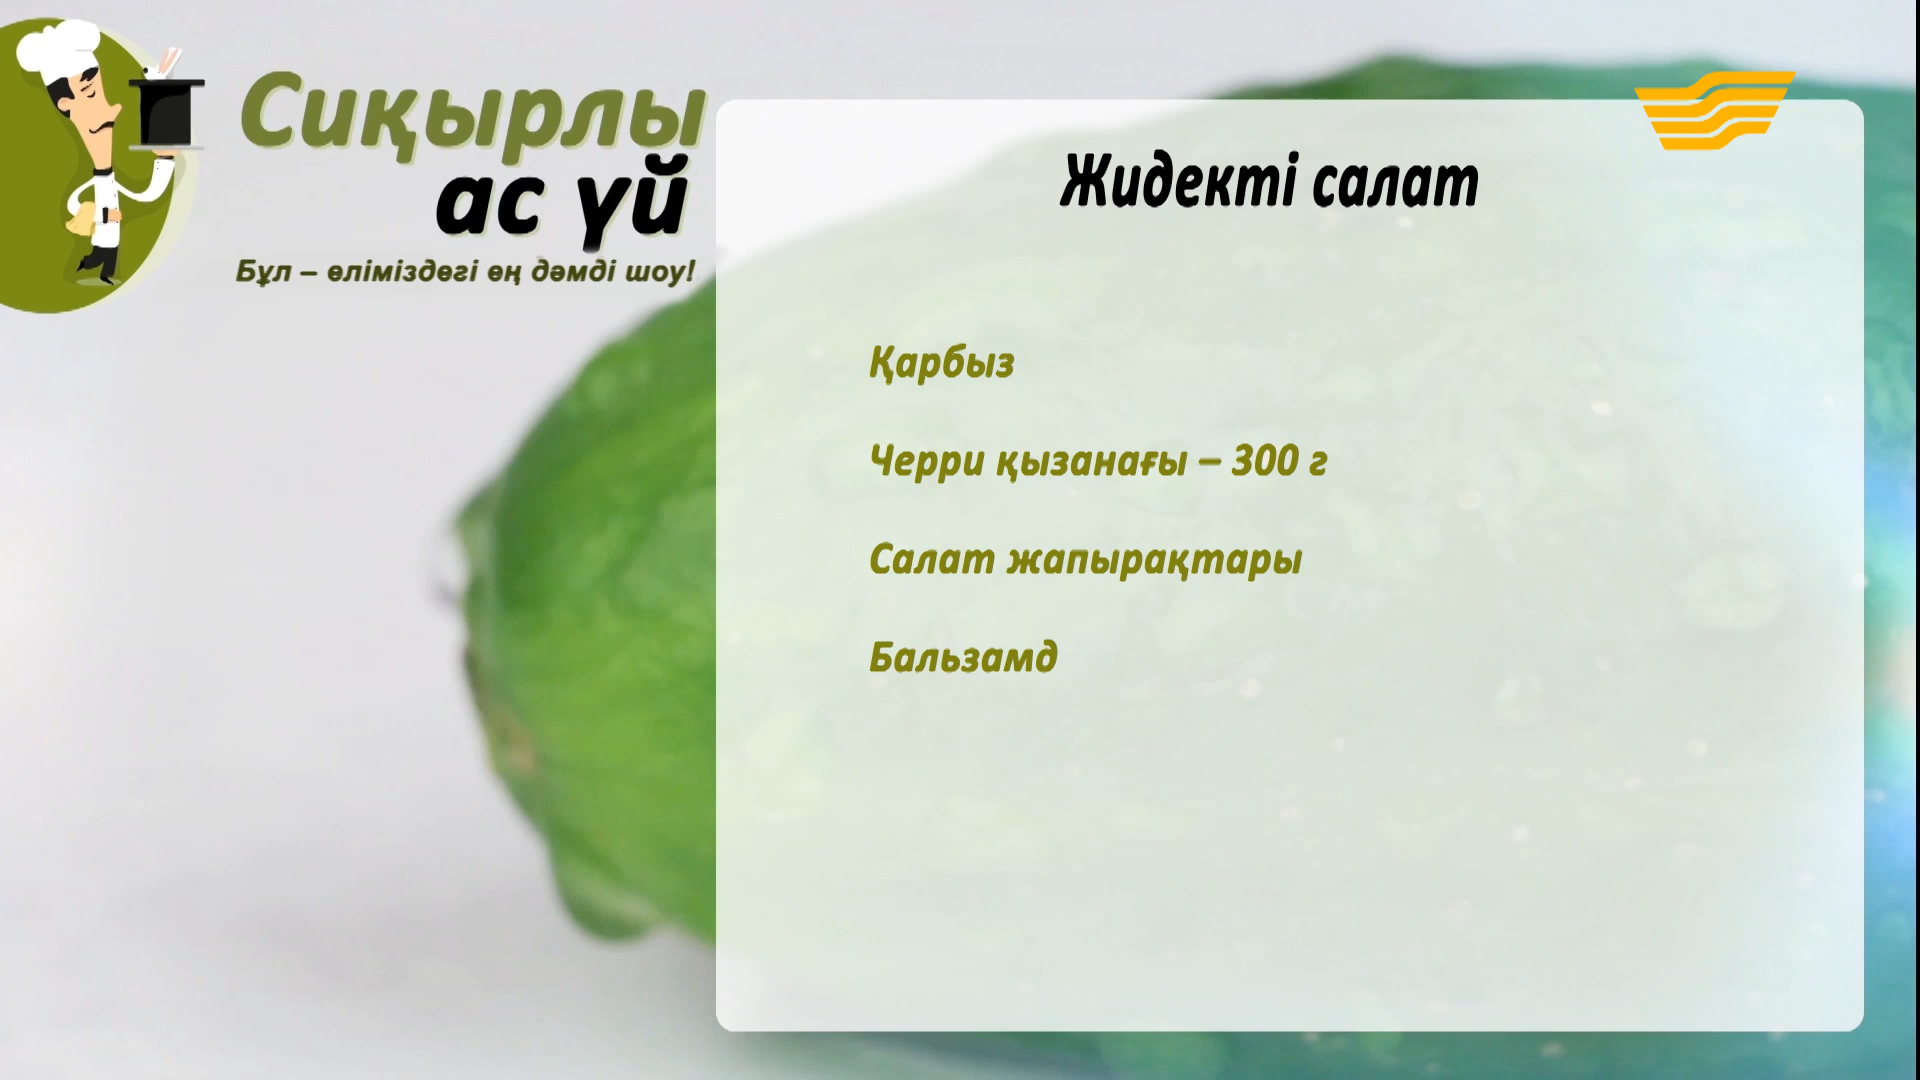 Сиқырлы
ас үй
Бұл – еліміздегі ең дәмді шоу!
Жидекті салат
Қарбыз
Черри қызанағы – 300 г
Салат жапырақтары
Бальзамд